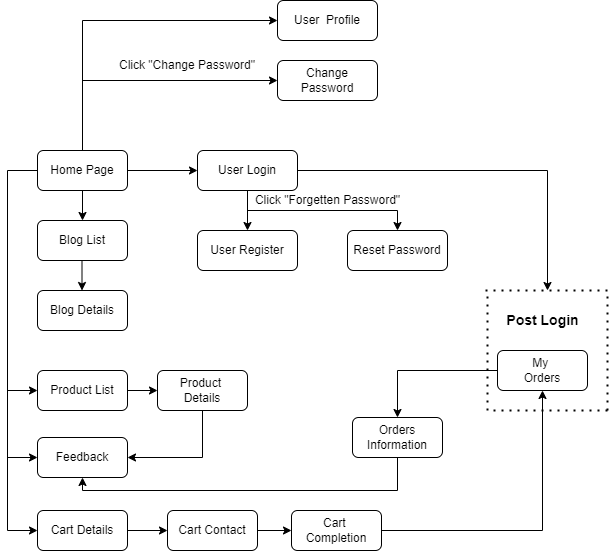 User Profile
Click "Change Password"
Change
Password
Home Page
User Login
Click "Forgetten Password"
Blog List
User Register
Reset Password
Blog Details
Post Login
My
Orders
Product List
Product
Details
Orders
Information
Feedback
Cart Details
Cart Contact
Cart
Completion